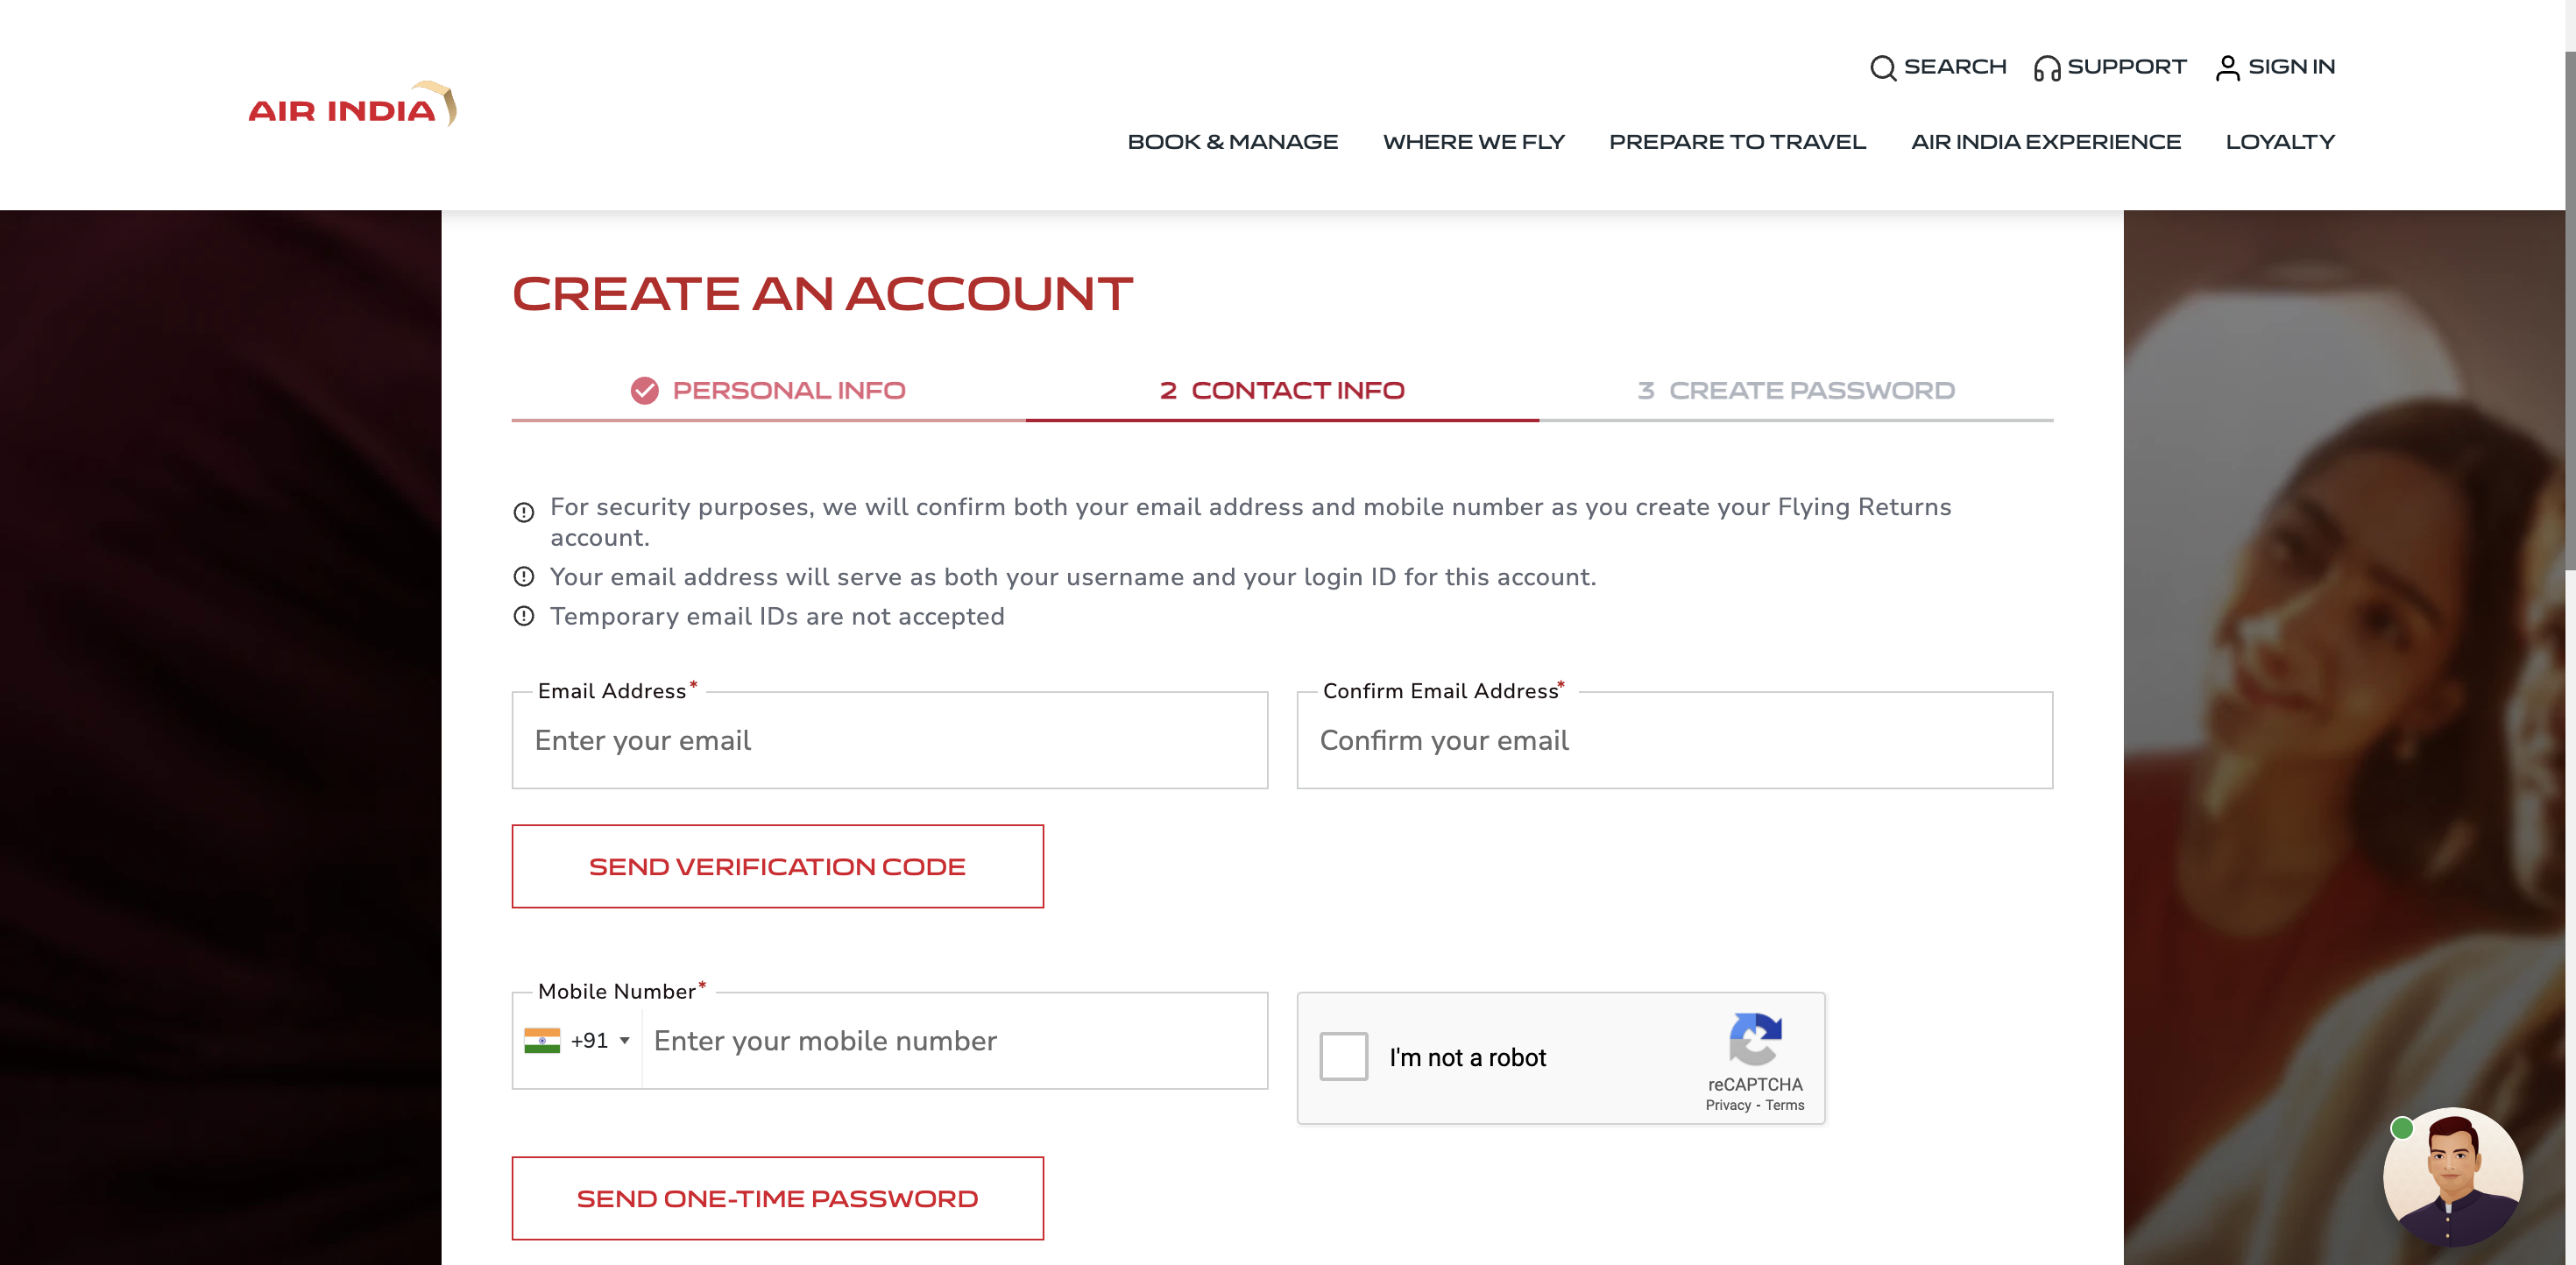 SEARCH SUPPORT SIGN IN
AIR INDIA
BOOK & MANAGE WHERE WE FLY PREPARE TO TRAVEL AIR INDIA EXPERIENCE LOYALTY
CREATE AN ACCOUNT
PERSONAL INFO 2 CONTACT INFO 3 CREATE PASSWORD
For security purposes, we will confirm both your email address and mobile number as you create your Flying Returns
account.
Your email address will serve as both your username and your login ID for this account.
Temporary email IDs are not accepted
Email Address* Confirm Email Address*
Enter your email Confirm your email
SEND VERIFICATION CODE
Mobile Number*
+91 Enter your mobile number
I'm not a robot
reCAPTCHA
Privacy - Terms
SEND ONE-TIME PASSWORD